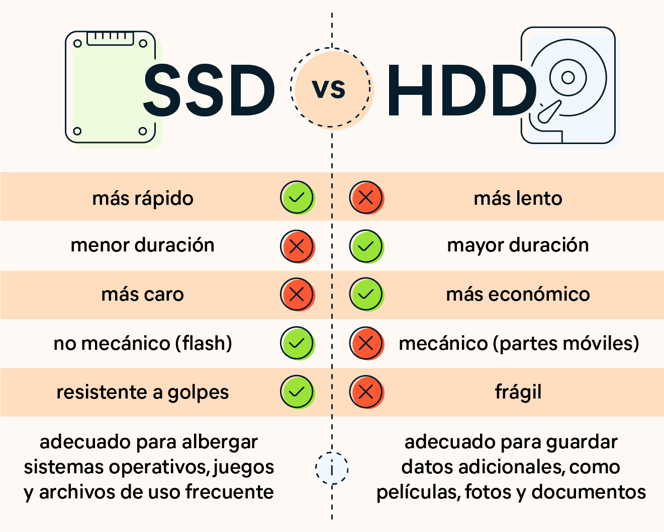 SSD vs HDD
más rápido
más lento
menor duración
mayor duración
más caro
más económico
no mecánico (flash)
mecánico (partes móviles)
resistente a golpes
frágil
adecuado para albergar
sistemas operativos, juegos
y archivos de uso frecuente
i
adecuado para guardar
datos adicionales, como
películas, fotos y documentos